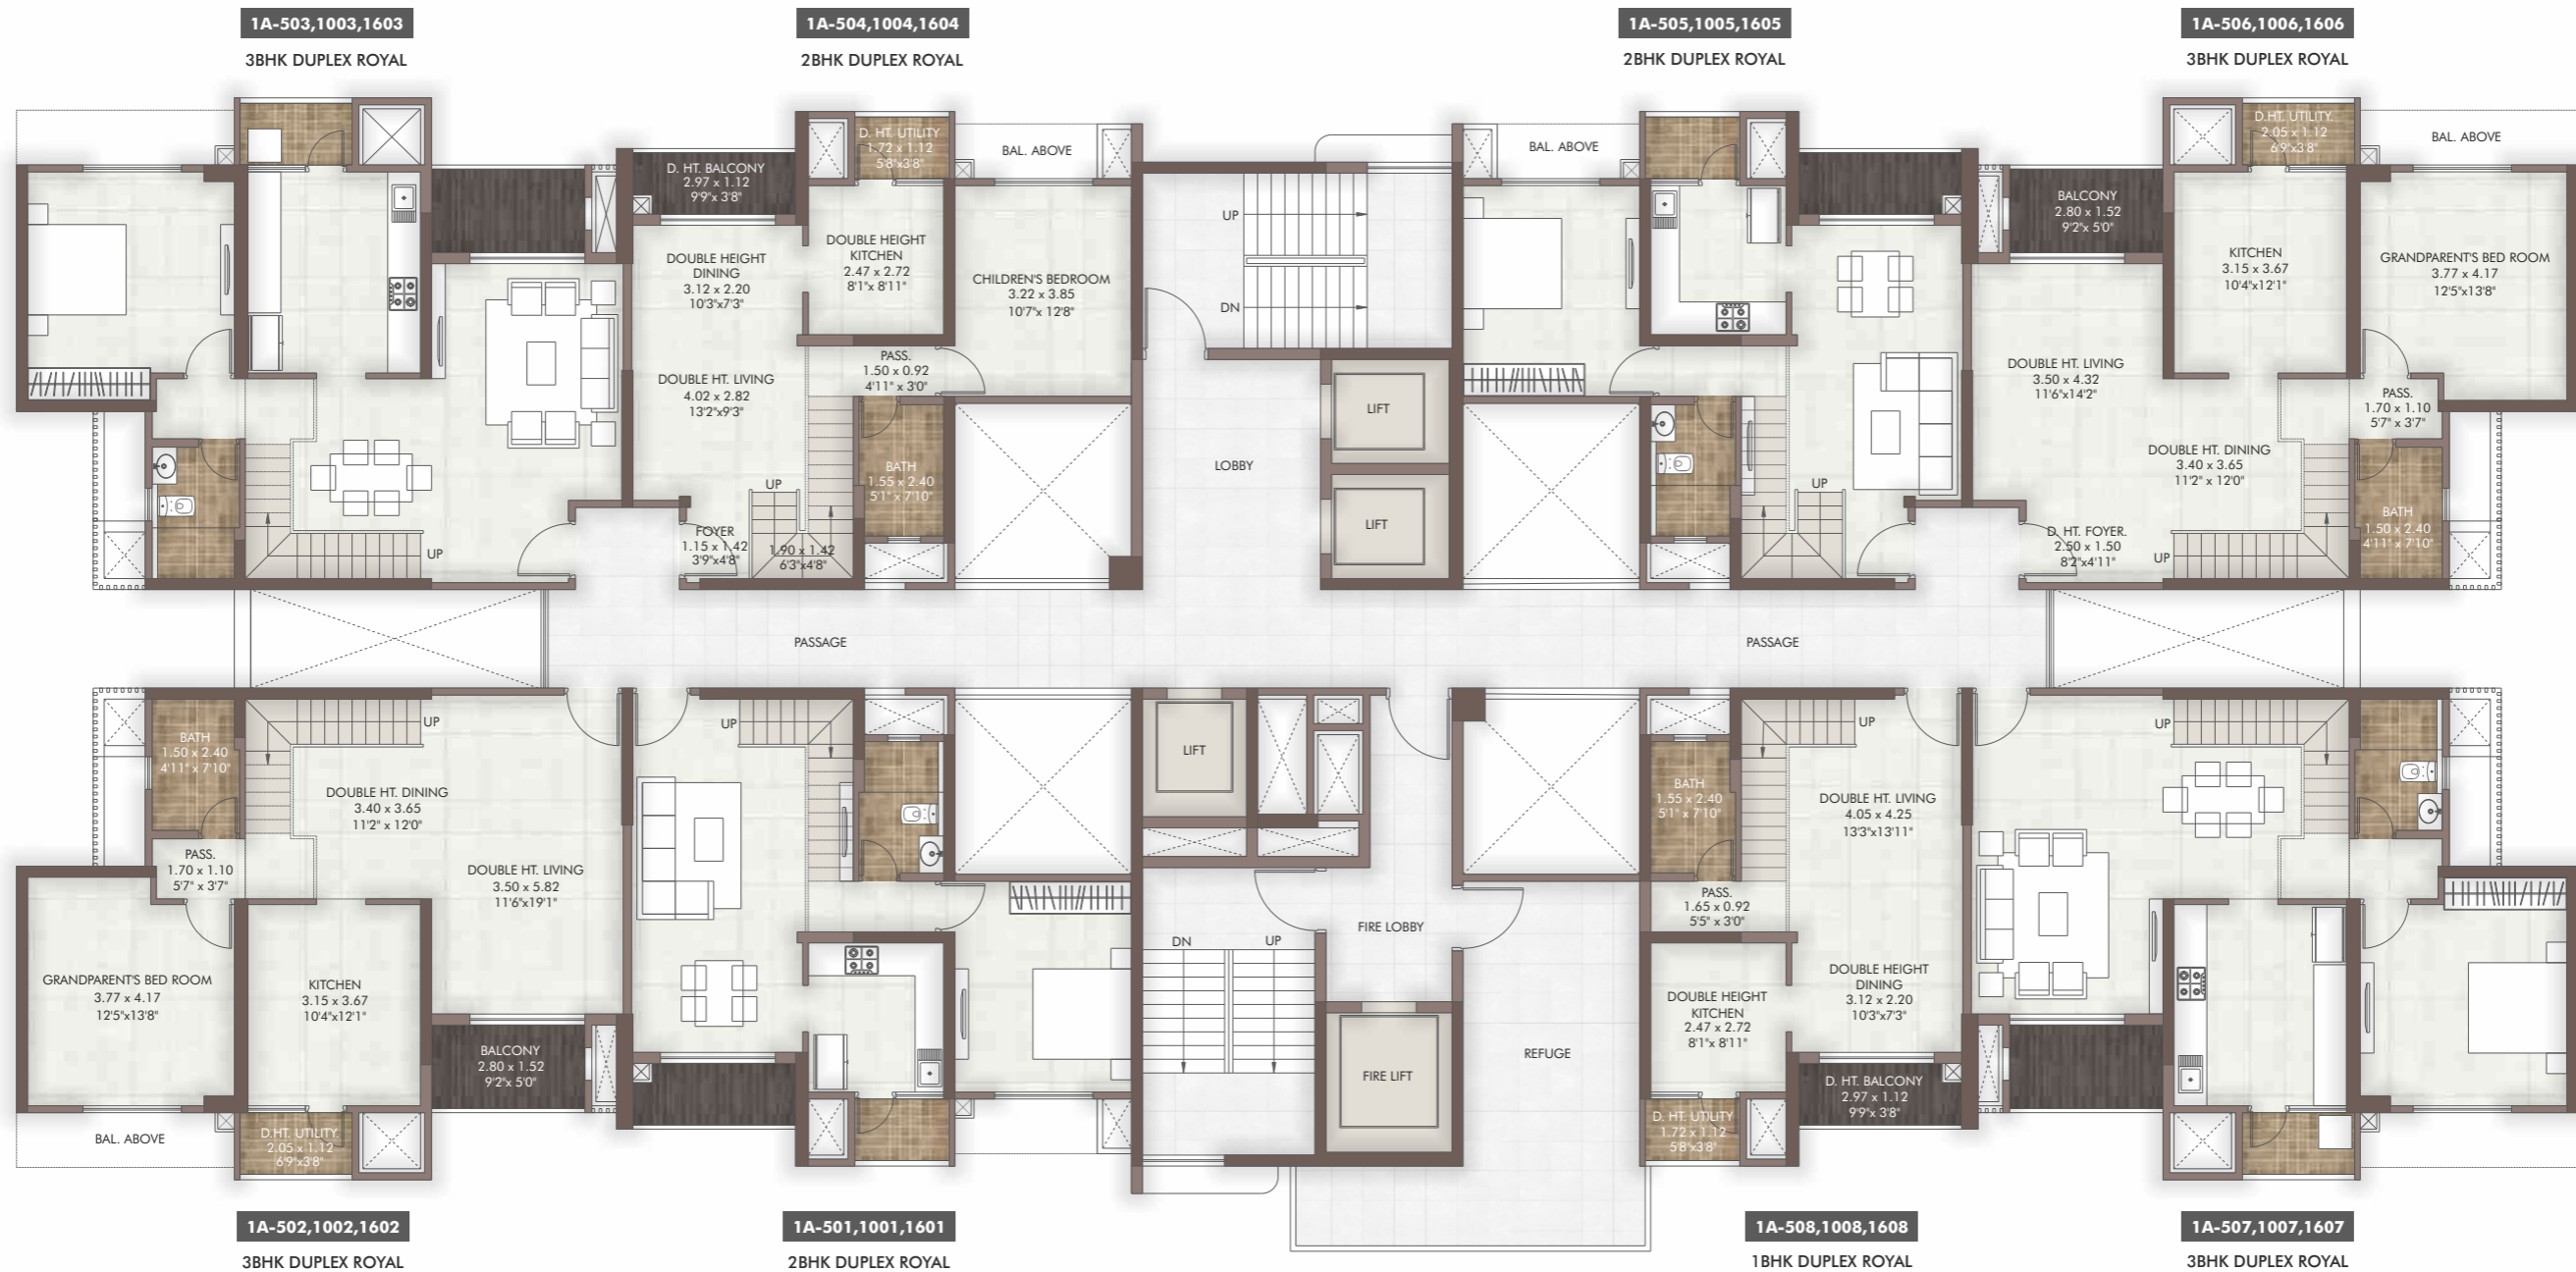 1A-503,1003,1603
3BHK DUPLEX ROYAL
1A-504,1004,1604
2BHK DUPLEX ROYAL
1A-505,1005,1605
2BHK DUPLEX ROYAL
1A-506,1006,1606
3BHK DUPLEX ROYAL
UP
D. HT. BALCONY
2.97 x 1.12
9'9"x 3'8"
D. HT. UTILITY
1.72 x 1.12
5'8"x3'8"
BAL. ABOVE
DOUBLE HEIGHT
DINING
3.12 x 2.20
10'3"x7'3"
DOUBLE HEIGHT
KITCHEN
2.47 x 2.72
8'1"x 8'11"
CHILDREN'S BEDROOM
3.22 x 3.85
10'7"x 12'8"
DOUBLE HT. LIVING
4.02 x 2.82
13'2"x9'3"
PASS.
1.50 x 0.92
4'11" x 3'0"
BATH
1.55 x 2.40
5'1" x 7'10"
UP
FOYER
1.15 x 1.42
3'9"x4'8"
1.90 x 1.42
6'3"x4'8"
UP
DN
LOBBY
LIFT
LIFT
BAL. ABOVE
UP
D.HT. UTILITY.
2.05 x 1.12
6'9"x3'8"
BAL. ABOVE
BALCONY
2.80 x 1.52
9'2"x 5'0"
KITCHEN
3.15 x 3.67
10'4"x12'1"
GRANDPARENT'S BED ROOM
3.77 x 4.17
12'5"x13'8"
DOUBLE HT. LIVING
3.50 x 4.32
11'6"x14'2"
PASS.
1.70 x 1.10
5'7" x 3'7"
DOUBLE HT. DINING
3.40 x 3.65
11'2" x 12'0"
BATH
1.50 x 2.40
4'11" x 7'10"
D. HT. FOYER.
2.50 x 1.50
8'2"x4'11"
UP
PASSAGE
PASSAGE
BATH
1.50 x 2.40
4'11" x 7'10"
UP
DOUBLE HT. DINING
3.40 x 3.65
11'2" x 12'0"
PASS.
1.70 x 1.10
5'7" x 3'7"
DOUBLE HT. LIVING
3.50 x 5.82
11'6"x19'1"
GRANDPARENT'S BED ROOM
3.77 x 4.17
12'5"x13'8"
KITCHEN
3.15 x 3.67
10'4"x12'1"
BALCONY
2.80 x 1.52
9'2"x 5'0"
BAL. ABOVE
D.HT. UTILITY.
2.05 x 1.12
6'9"x3'8"
UP
LIFT
DN
UP
FIRE LOBBY
FIRE LIFT
REFUGE
UP
BATH
1.55 x 2.40
5'1" x 7'10"
DOUBLE HT. LIVING
4.05 x 4.25
13'3"x13'11"
PASS.
1.65 x 0.92
5'5" x 3'0"
DOUBLE HEIGHT
DINING
3.12 x 2.20
10'3"x7'3"
DOUBLE HEIGHT
KITCHEN
2.47 x 2.72
8'1"x 8'11"
D. HT. BALCONY
2.97 x 1.12
9'9"x 3'8"
D. HT. UTILITY
1.72 x 1.12
5'8"x3'8"
UP
1A-502,1002,1602
3BHK DUPLEX ROYAL
1A-501,1001,1601
2BHK DUPLEX ROYAL
1A-508,1008,1608
1BHK DUPLEX ROYAL
1A-507,1007,1607
3BHK DUPLEX ROYAL